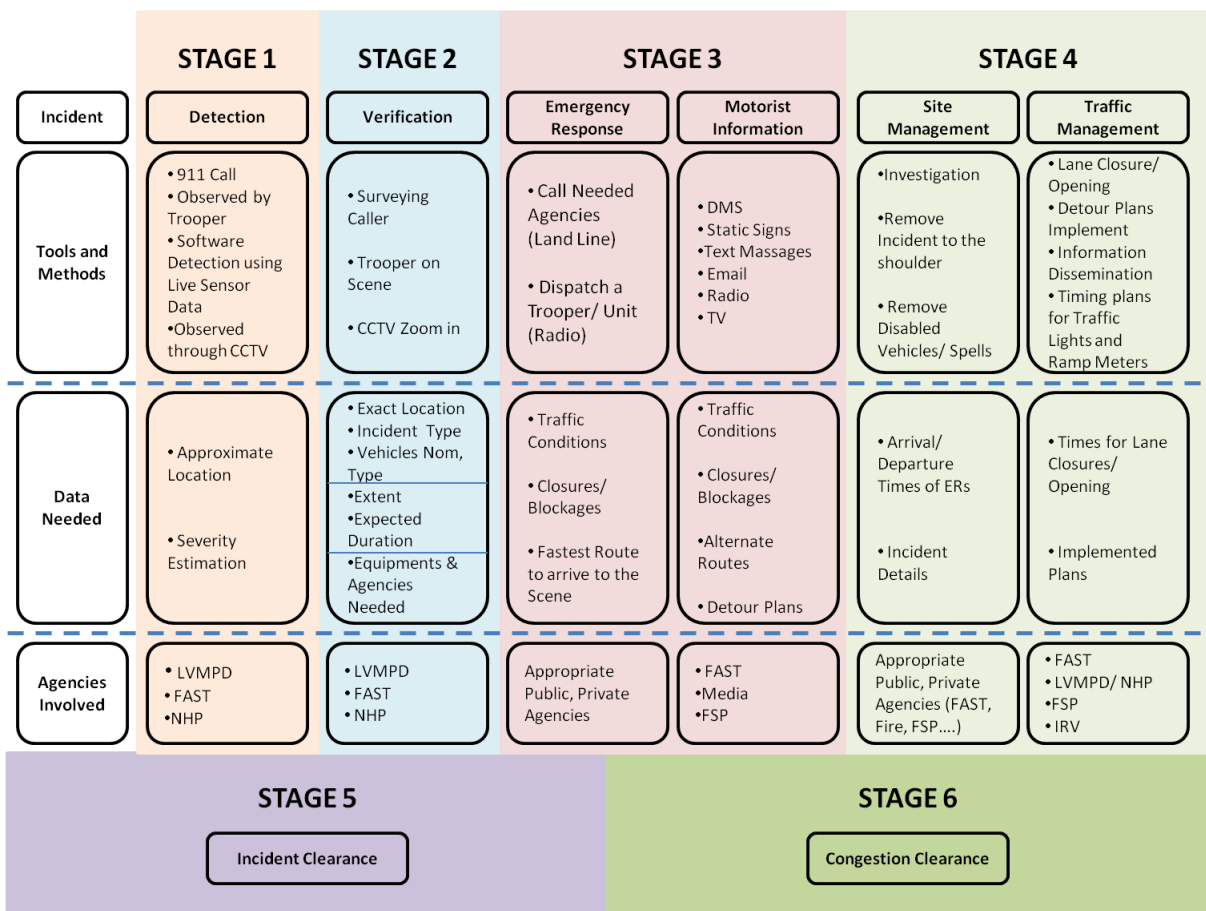 STAGE 1
STAGE 2
STAGE 3
STAGE 4
Incident
Detection
Verification
Emergency
Response
Motorist
Information
Site
Management
Traffic
Management
Tools and
Methods
• 911 Call
• Observed by
Trooper
• Software
Detection using
Live Sensor
Data
•Observed
through CCTV
• Surveying
Caller
• Trooper on
Scene
• CCTV Zoom in
• Call Needed
Agencies
(Land Line)
• Dispatch a
Trooper/ Unit
(Radio)
• DMS
• Static Signs
•Text Massages
• Email
• Radio
• TV
•Investigation
•Remove
Incident to the
shoulder
• Remove
Disabled
Vehicles/ Spells
• Lane Closure/
Opening
• Detour Plans
Implement
• Information
Dissemination
• Timing plans
for Traffic
Lights and
Ramp Meters
Data
Needed
• Approximate
Location
• Severity
Estimation
• Exact Location
• Incident Type
• Vehicles Nom,
Type
•Extent
•Expected
Duration
•Equipments &
Agencies
Needed
• Traffic
Conditions
•Closures/
Blockages
• Fastest Route
to arrive to the
Scene
• Traffic
Conditions
• Closures/
Blockages
•Alternate
Routes
• Detour Plans
• Arrival/
Departure
Times of ERs
• Incident
Details
• Times for Lane
Closures/
Opening
• Implemented
Plans
Agencies
Involved
• LVMPD
• FAST
•NHP
• LVMPD
• FAST
• NHP
Appropriate
Public, Private
Agencies
• FAST
• Media
•FSP
Appropriate
Public, Private
Agencies (FAST,
Fire, FSP....)
• FAST
• LVMPD/ NHP
•FSP
• IRV
STAGE 5
Incident Clearance
STAGE 6
Congestion Clearance